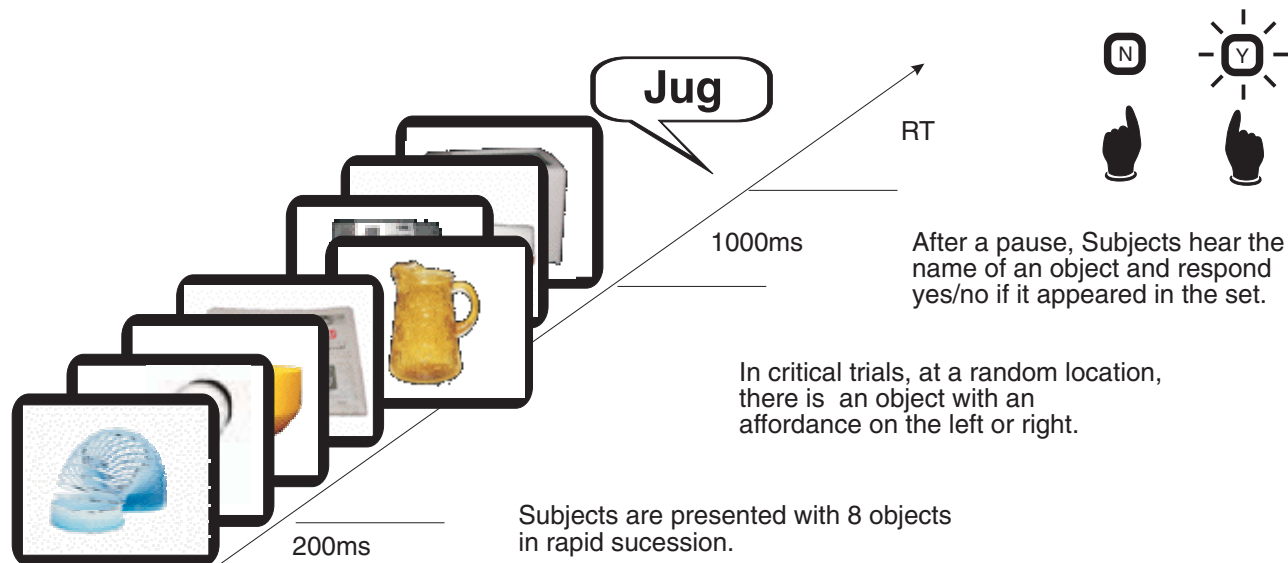 Jug
N
Y
RT
1000ms
After a pause, Subjects hear the
name of an object and respond
yes/no if it appeared in the set.
In critical trials, at a random location,
there is an object with an
affordance on the left or right.
200ms
Subjects are presented with 8 objects
in rapid sucession.